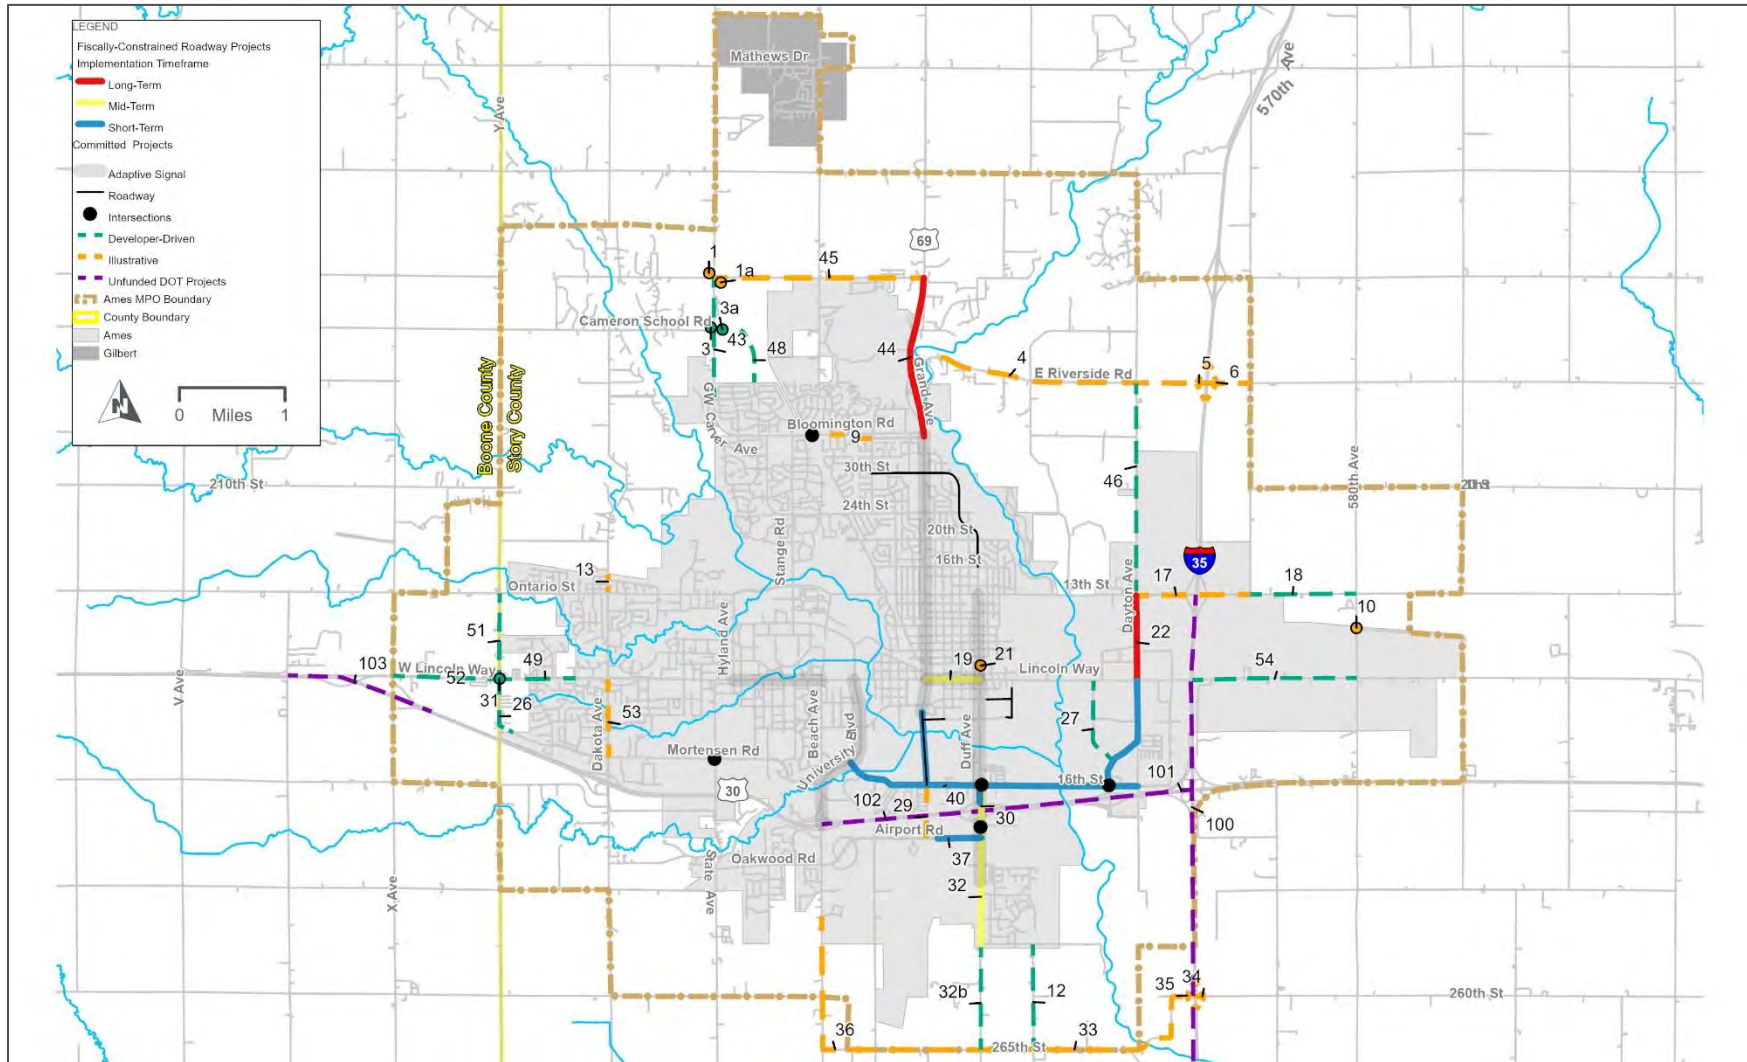 LEGEND
Fiscally-Constrained Roadway Projects
Implementation Timeframe
Long-Term
Mid-Term
Short-Term
Committed Projects
Adaptive Signal
Roadway
Intersections
Developer-Driven
Illustrative
Unfunded DOT Projects
Ames MPO Boundary
County Boundary
Ames
Gilbert
N
0 Miles 1
Mathews Dr
570th Ave
Y Ave
69
1
1a
45
3a
Cameron School Rd
3
43
48
44
Grand Ave
4
E Riverside Rd
5
6
GW Carver Ave
Bloomington Rd
9
30th St
Boone County
Story County
210th St
46
580th Ave
24th St
20th St
16th St
Stange Rd
35
13
Ontario St
13th St
17
18
10
Dayton Ave
51
Hyland Ave
22
103
W Lincoln Way
49
52
19
21
Lincoln Way
54
V Ave
31
26
53
Dakota Ave
Beach Ave
University Blvd
Duff Ave
27
Mortensen Rd
30
16th St
101
102
29
40
30
100
Airport Rd
Oakwood Rd
37
State Ave
32
X Ave
35
34
260th St
32b
12
36
33
265th St